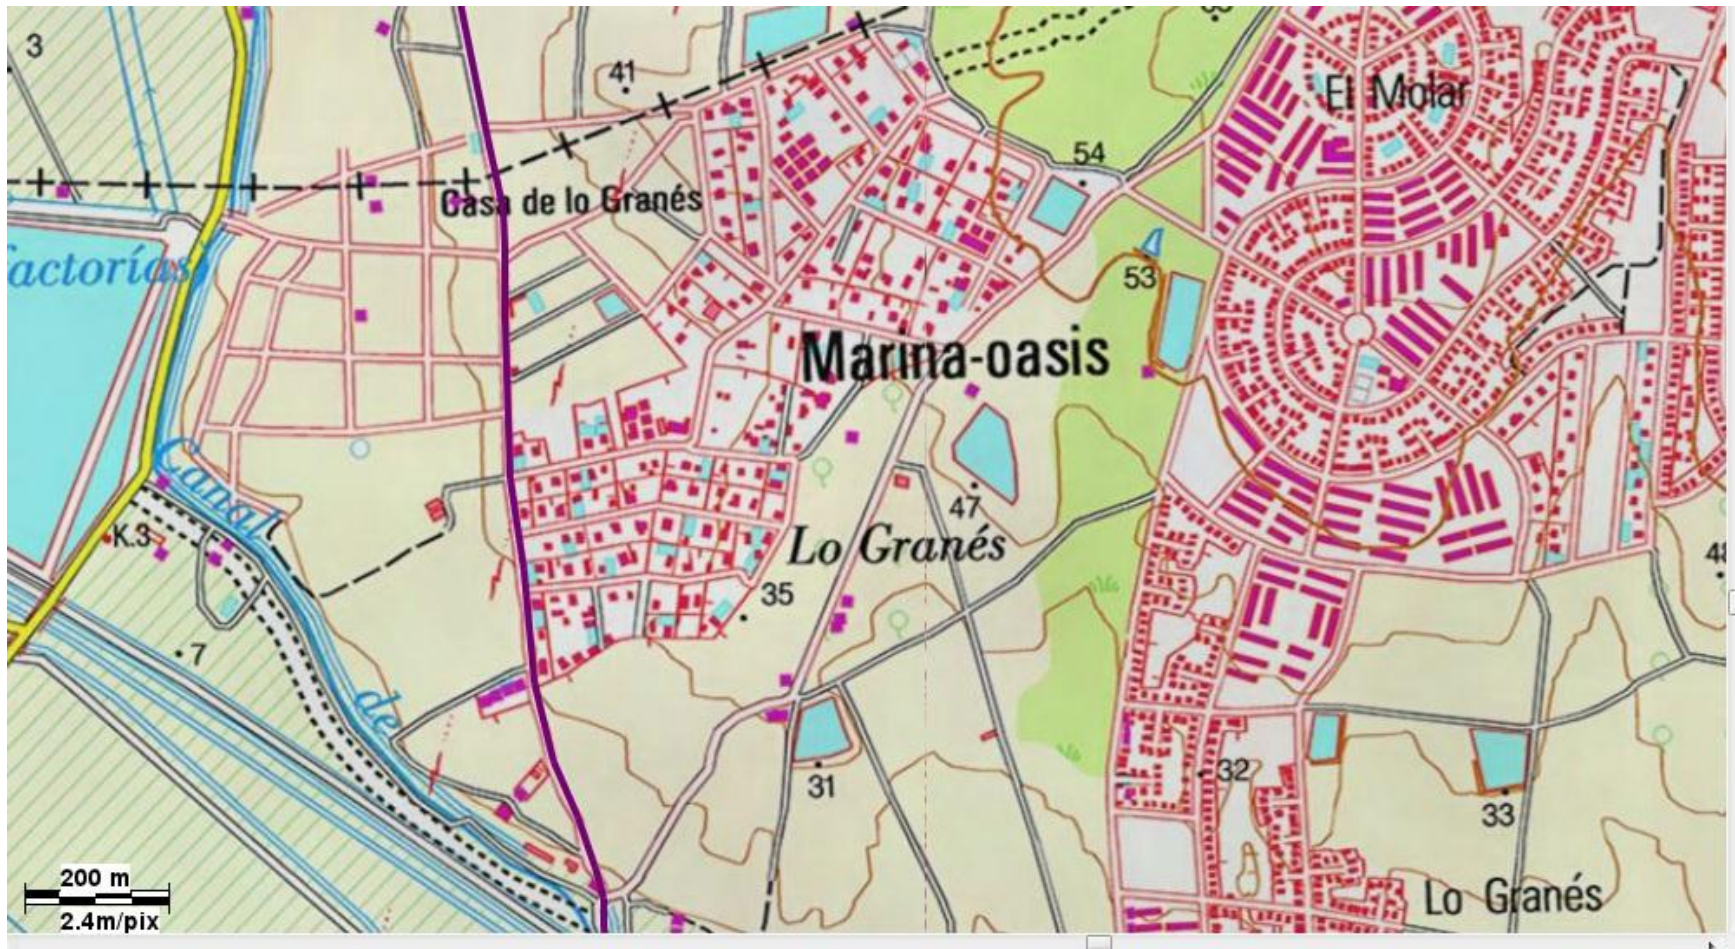 3
41
El Molar
54
Casa de lo Granés
actorías)
53
Marina-oasis
Canal
47
K.3
Lo Granés
35
7
de
31
32
33
Lo Granés
200 m
2.4m/pix